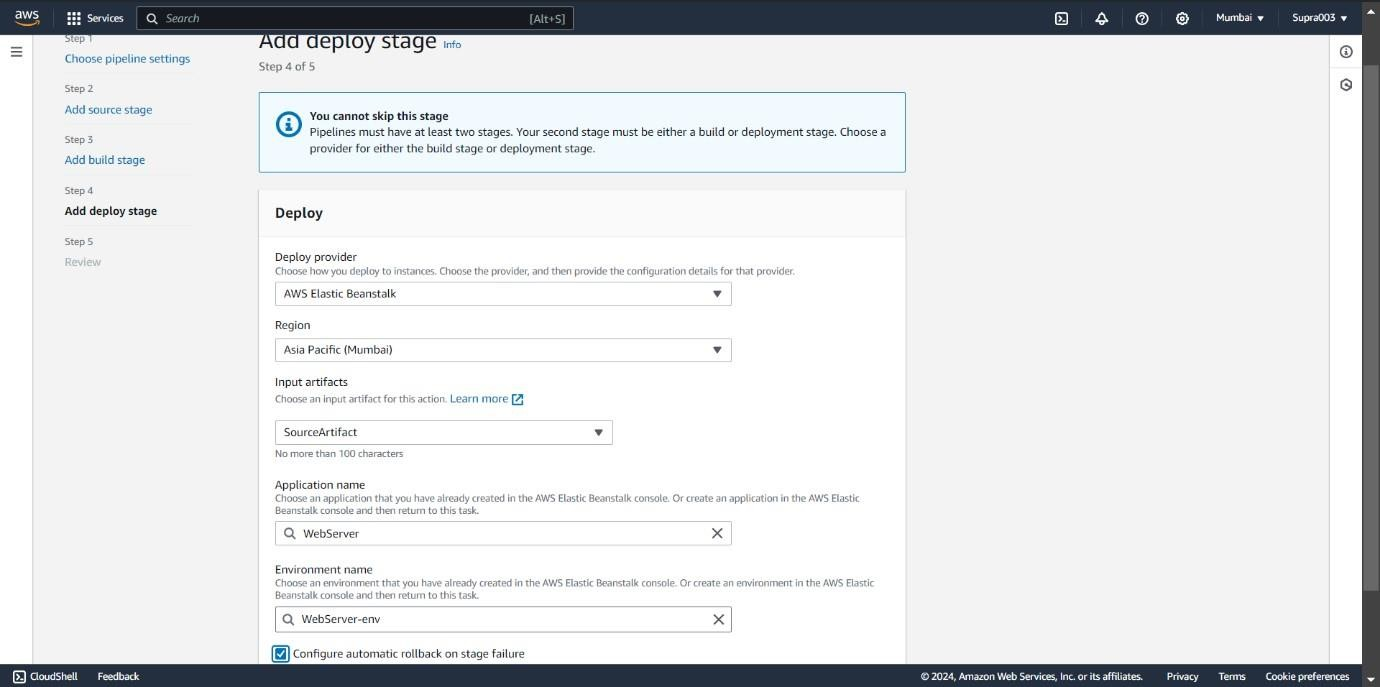 aws Services Search [Alt+S] Mumbai ▼ Supra003 ▼
Step 1
Choose pipeline settings
Step 2
Add source stage
Step 3
Add build stage
Step 4
Add deploy stage
Step 5
Review
Add deploy stage Info
Step 4 of 5
You cannot skip this stage
Pipelines must have at least two stages. Your second stage must be either a build or deployment stage. Choose a
provider for either the build stage or deployment stage.
Deploy
Deploy provider
Choose how you deploy to instances. Choose the provider, and then provide the configuration details for that provider.
AWS Elastic Beanstalk
Region
Asia Pacific (Mumbai)
Input artifacts
Choose an input artifact for this action. Learn more
SourceArtifact
No more than 100 characters
Application name
Choose an application that you have already created in the AWS Elastic Beanstalk console. Or create an application in the AWS Elastic
Beanstalk console and then return to this task.
WebServer
Environment name
Choose an environment that you have already created in the AWS Elastic Beanstalk console. Or create an environment in the AWS Elastic
Beanstalk console and then return to this task.
WebServer-env
Configure automatic rollback on stage failure
CloudShell Feedback © 2024, Amazon Web Services, Inc. or its affiliates. Privacy Terms Cookie preferences